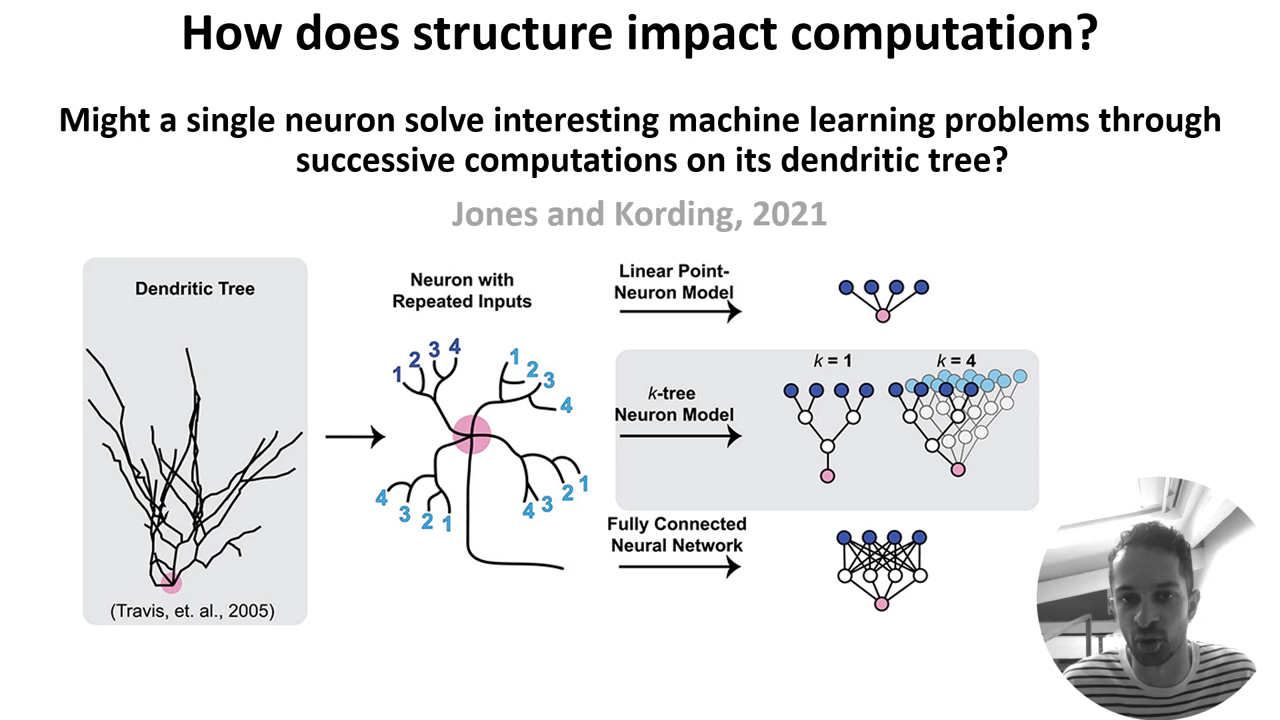 How does structure impact computation?
Might a single neuron solve interesting machine learning problems through
successive computations on its dendritic tree?
Jones and Kording, 2021
Dendritic Tree
(Travis, et. al., 2005)
Neuron with
Repeated Inputs
1 2 3 4
1 2 3 4
4 3 2 1
4 3 2 1
Linear Point-
Neuron Model
k-tree
Neuron Model
k = 1
k = 4
Fully Connected
Neural Network